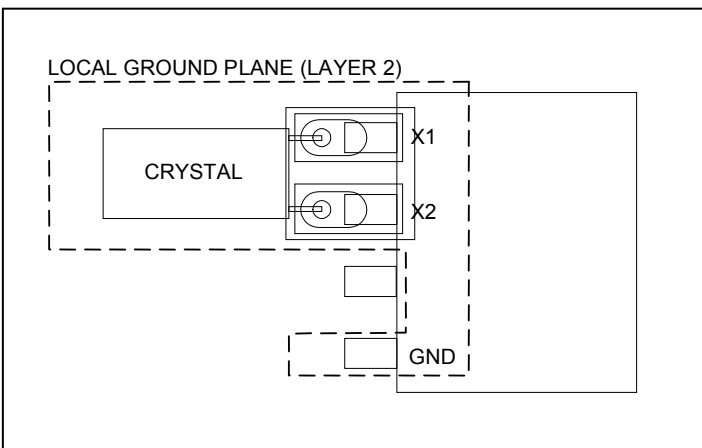 LOCAL GROUND PLANE (LAYER 2)
X1
CRYSTAL
X2
GND